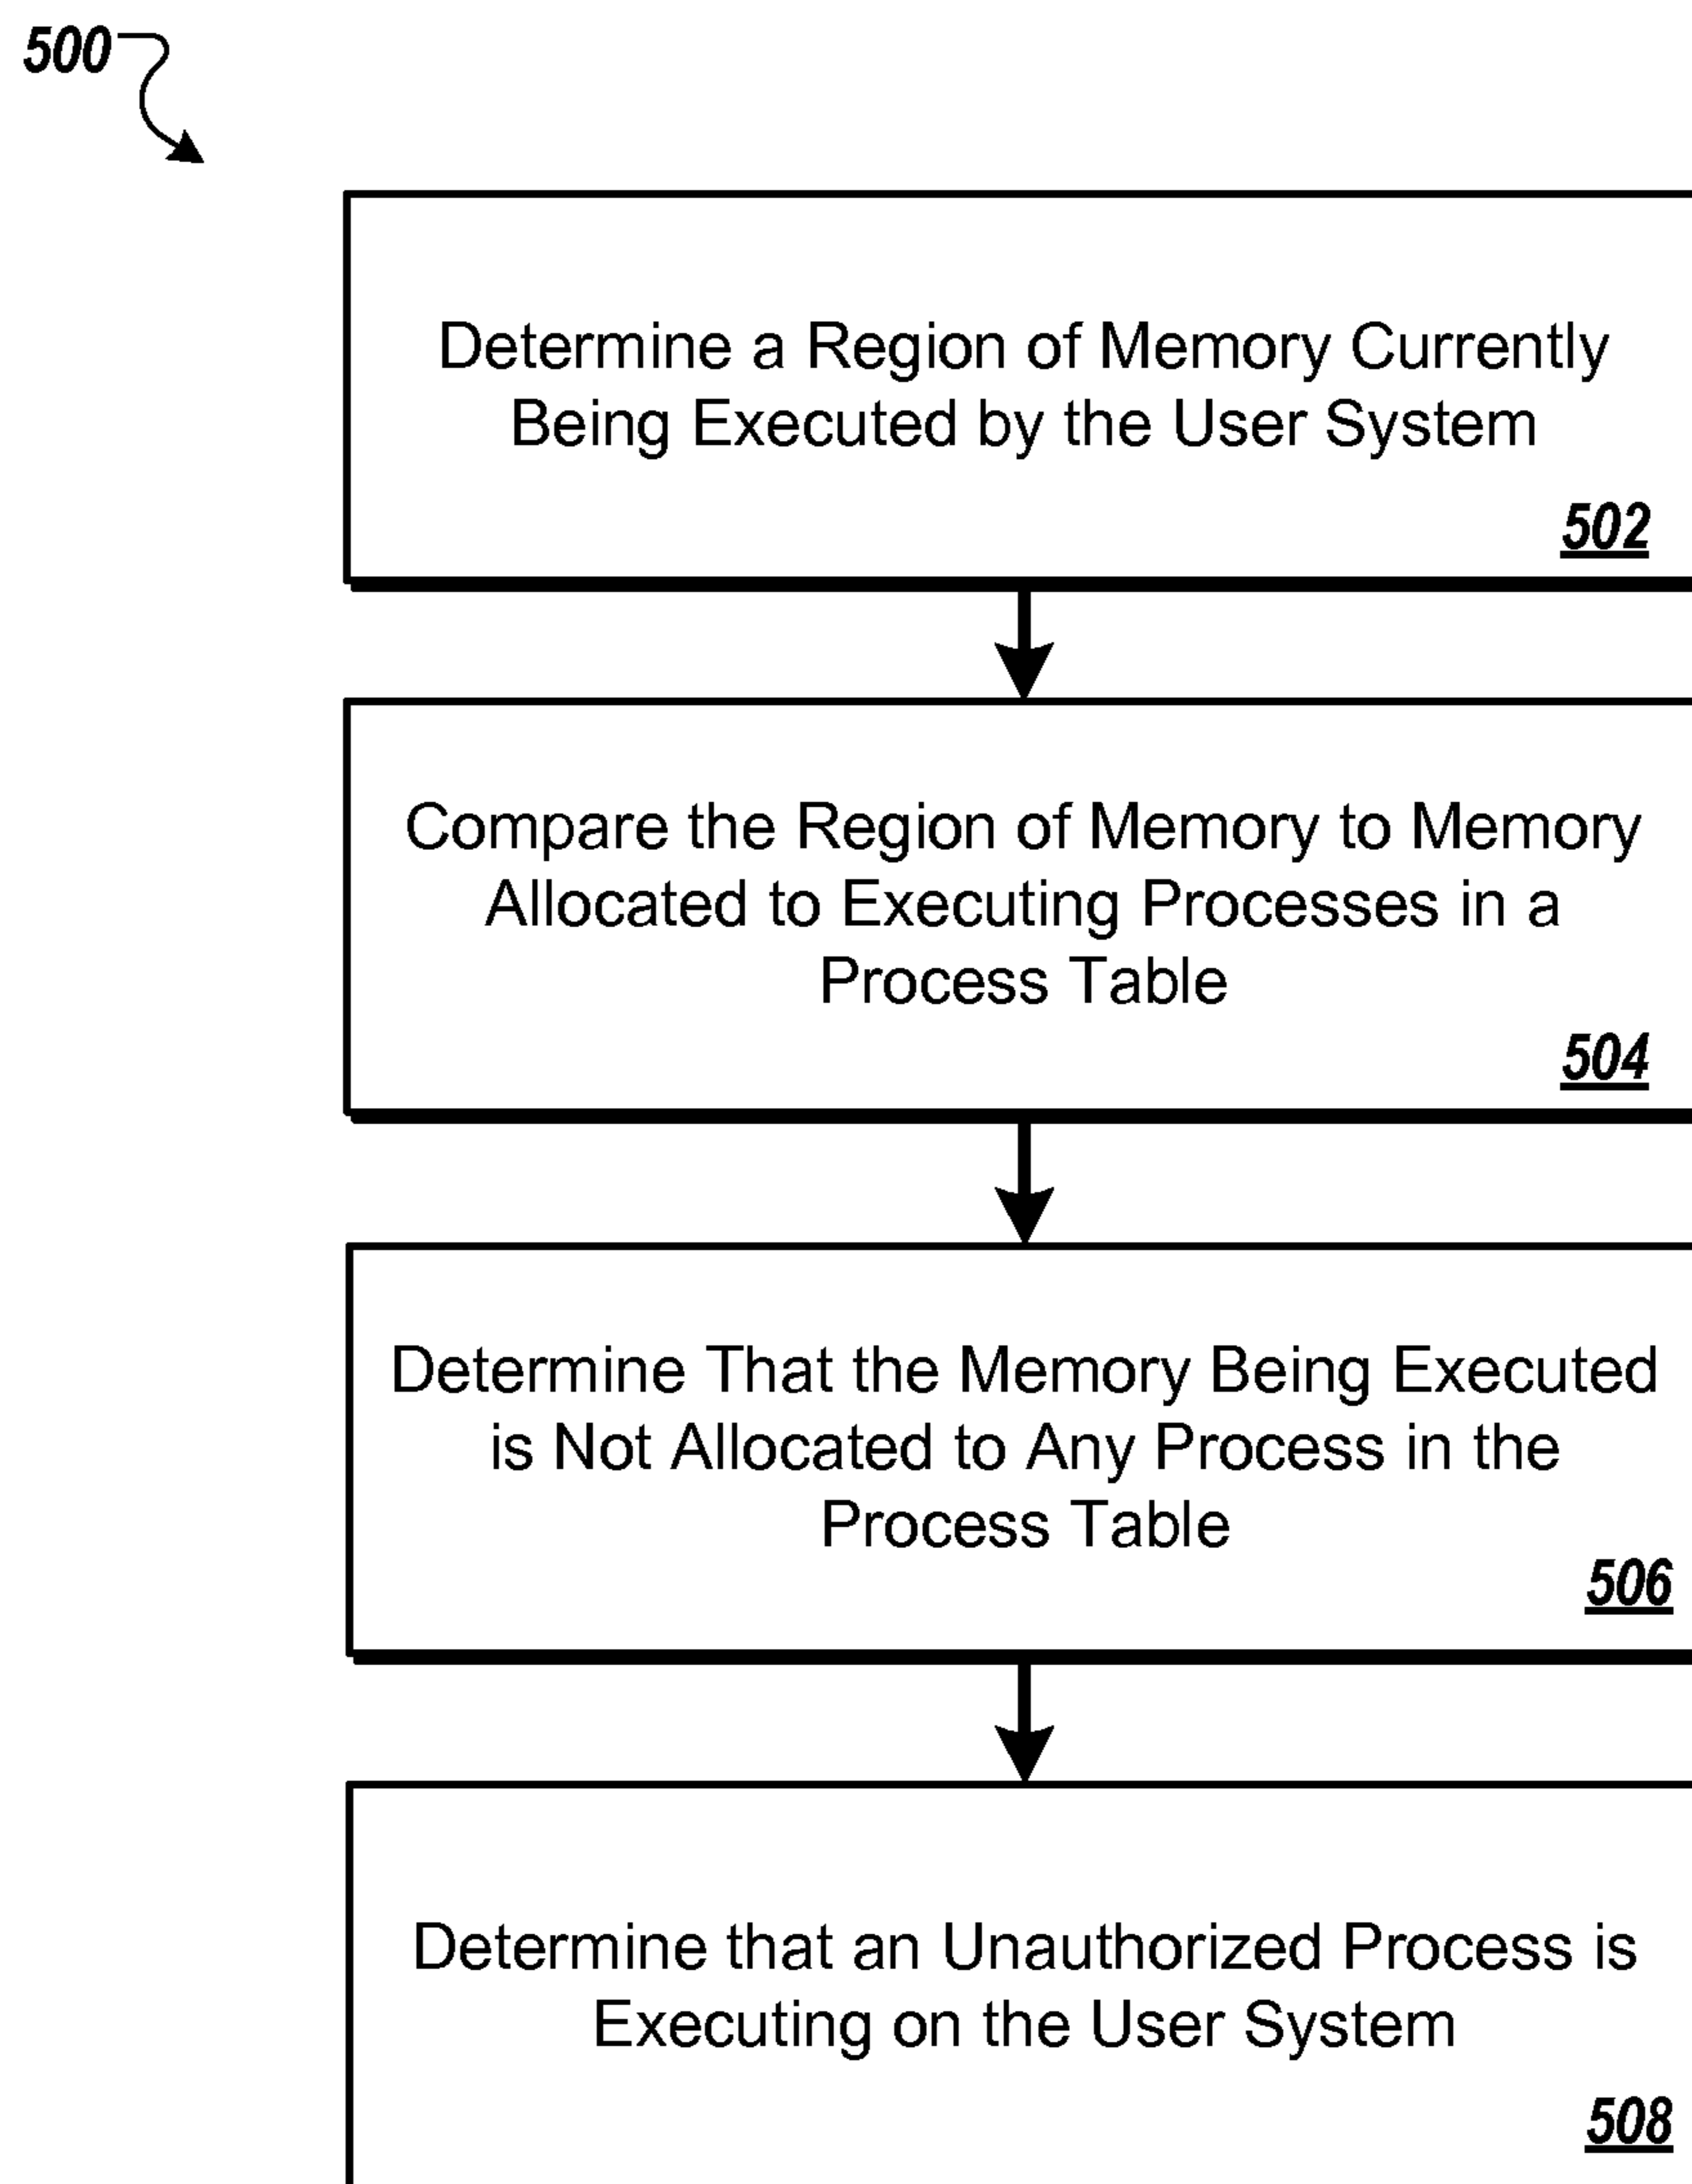 500
Determine a Region of Memory Currently
Being Executed by the User System
502
Compare the Region of Memory to Memory
Allocated to Executing Processes in a
Process Table
504
Determine That the Memory Being Executed
is Not Allocated to Any Process in the
Process Table
506
Determine that an Unauthorized Process is
Executing on the User System
508